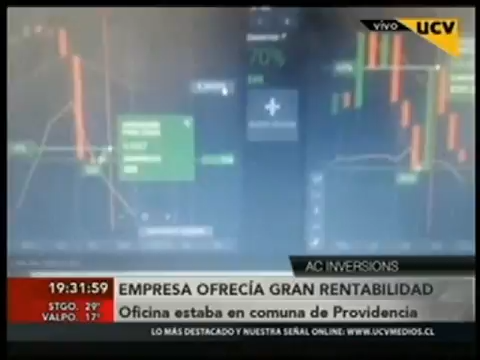 VIVO UCV
70%
AC INVERSIONS
19:31:59
EMPRESA OFRECÍA GRAN RENTABILIDAD
STGO. 29°
VALPO. 17°
Oficina estaba en comuna de Providencia
LO MÁS DESTACADO Y NUESTRA SEÑAL ONLINE: WWW.UCVMEDIOS.CL